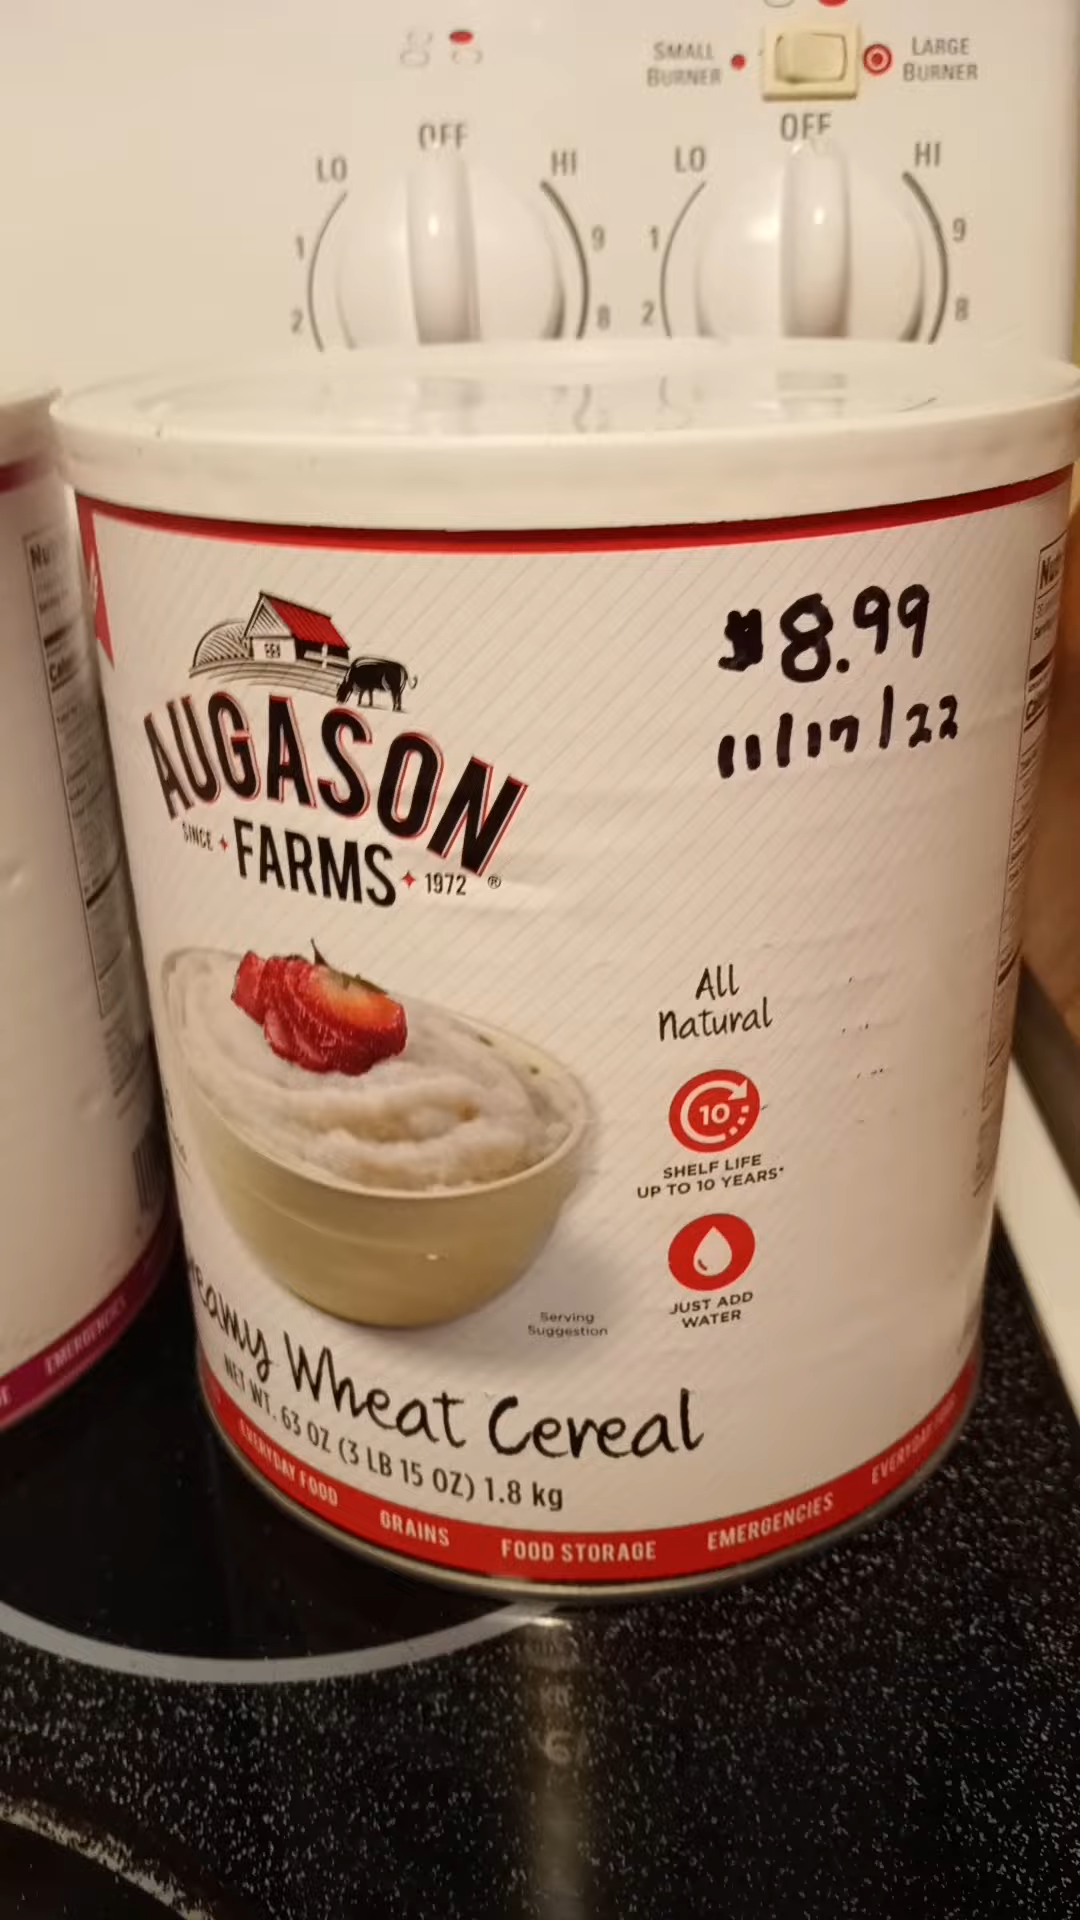 SMALL
BURNER
LARGE
BURNER
OFF
LO
HI
1
9
2
8
OFF
LO
HI
1
9
2
8
$8.99
11/17/22
AUGASON
SINCE FARMS 1972 ®
All
Natural
10
SHELF LIFE
UP TO 10 YEARS*
JUST ADD
WATER
Serving
Suggestion
eamy Wheat Cereal
NET WT. 63 OZ (3 LB 15 OZ) 1.8 kg
EVERYDAY FOOD GRAINS FOOD STORAGE EMERGENCIES EVERYDAY FOOD
EMERGENCY
6